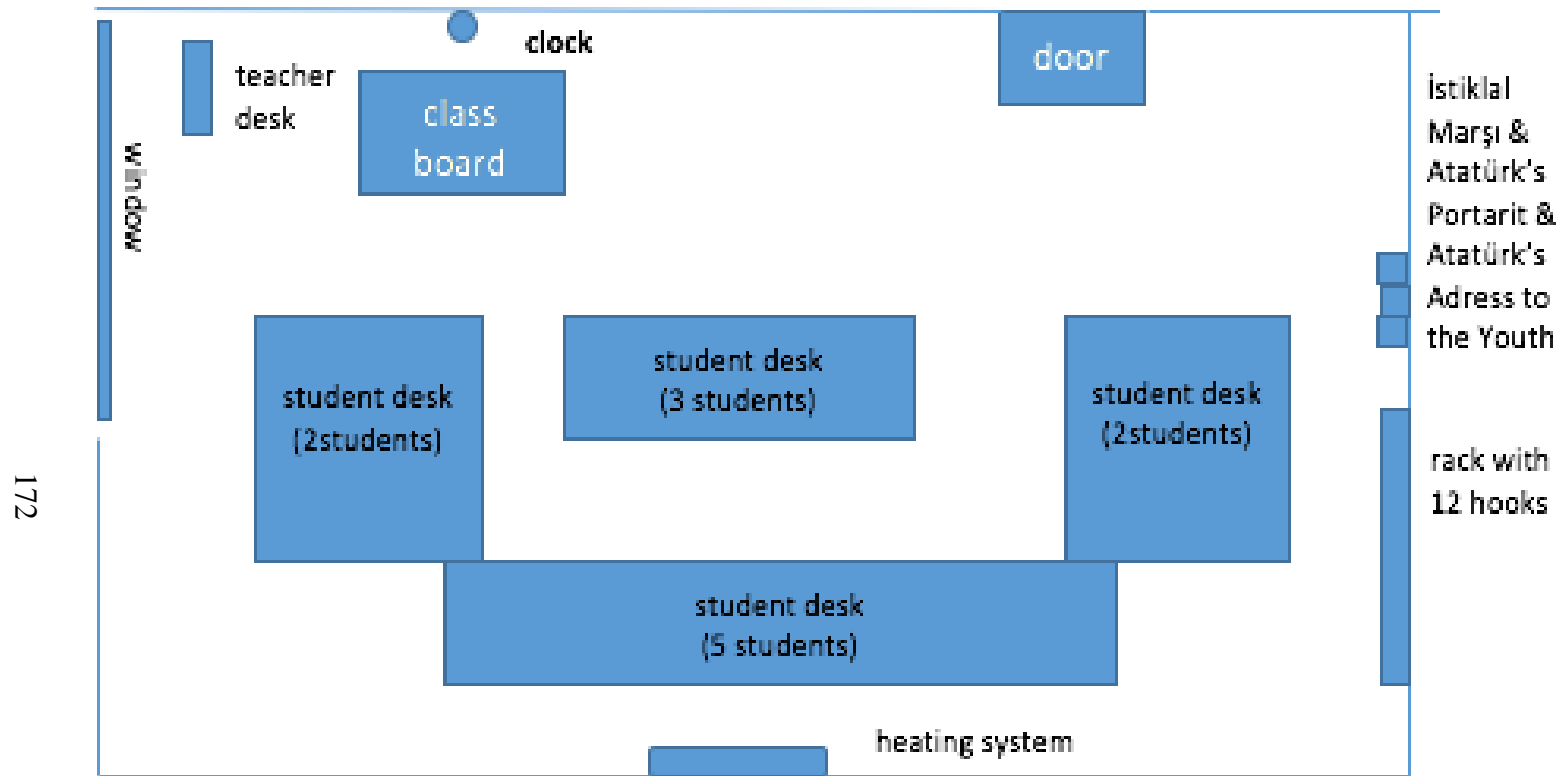 clock
door
teacher
desk
class
board
window
İstiklal
Marşı &
Atatürk's
Portarit &
Atatürk's
Adress to
the Youth
student desk
(2students)
student desk
(3 students)
student desk
(2students)
rack with
12 hooks
student desk
(5 students)
heating system
172